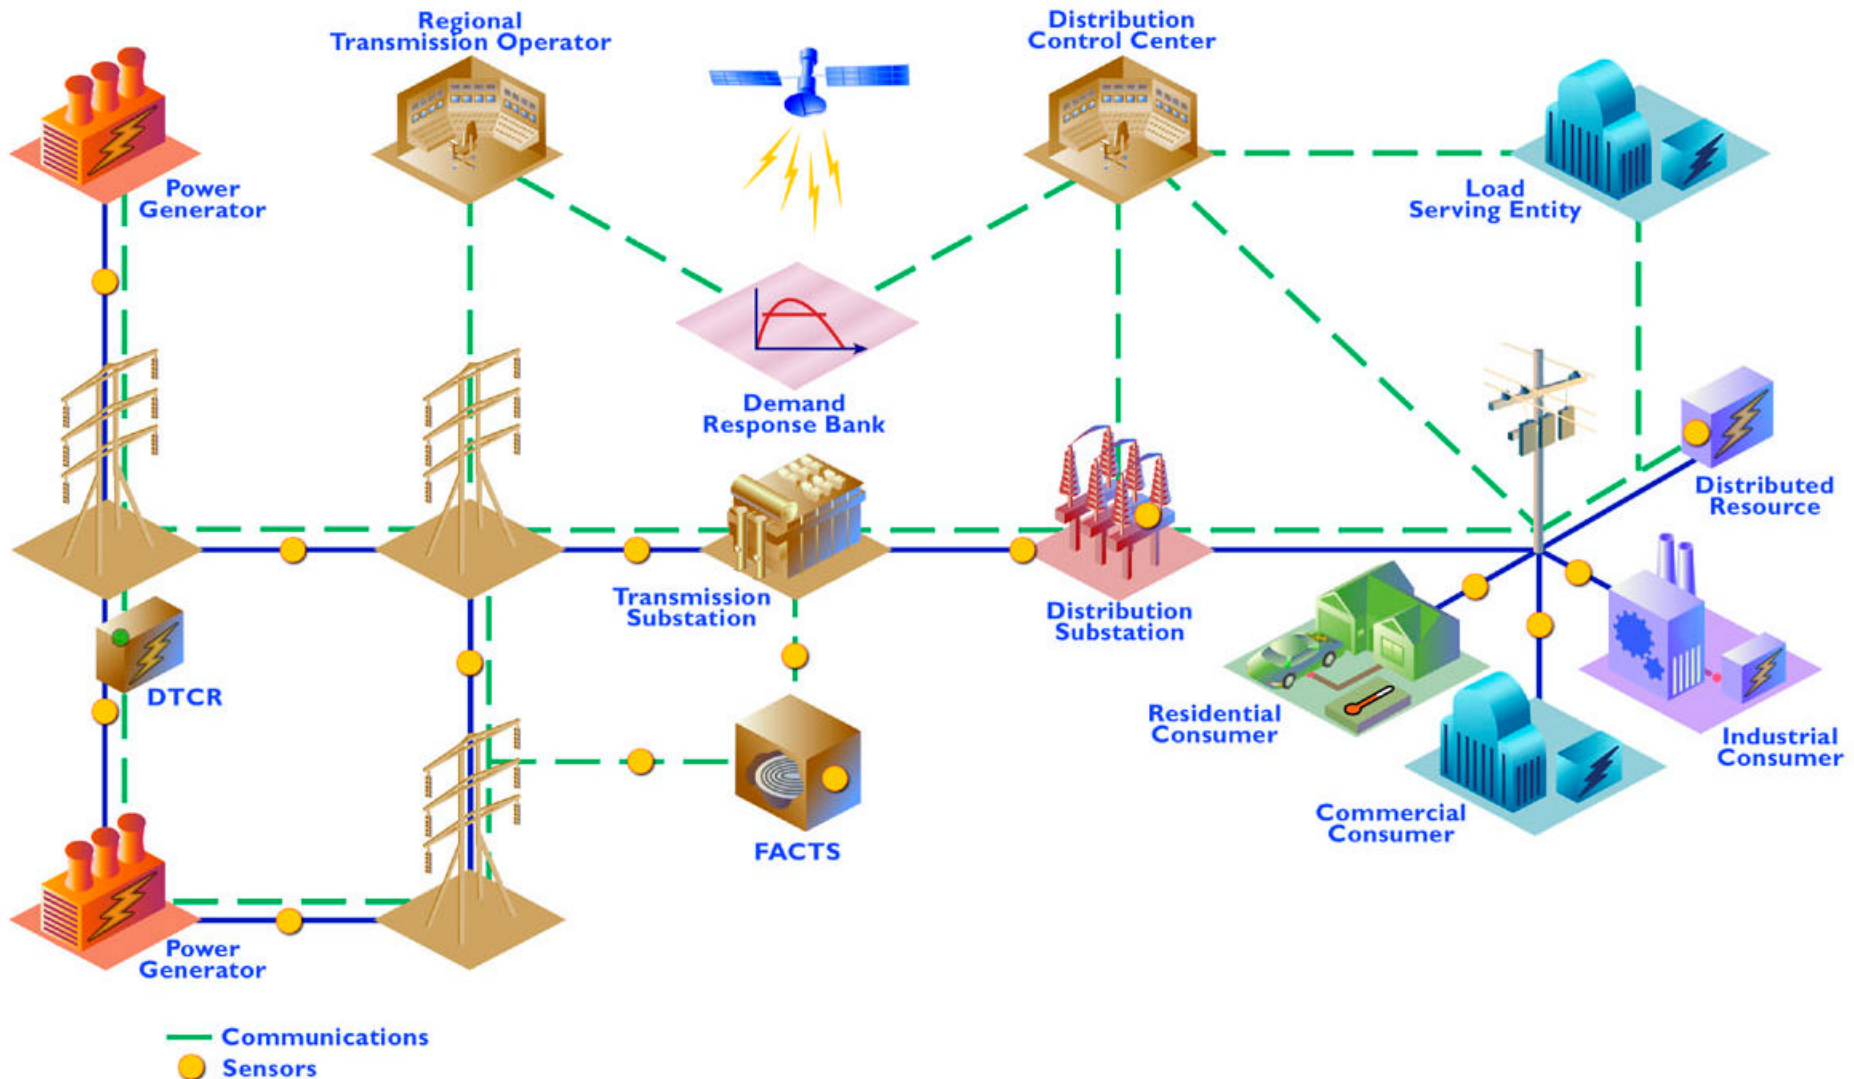 Regional
Transmission Operator
Distribution
Control Center
Power
Generator
Load
Serving Entity
Demand
Response Bank
Distributed
Resource
Transmission
Substation
Distribution
Substation
DTCR
Residential
Consumer
Industrial
Consumer
Commercial
Consumer
FACTS
Power
Generator
Communications
Sensors